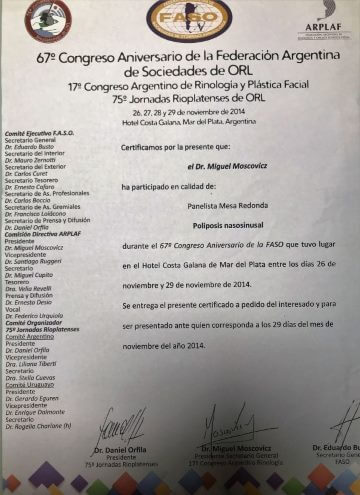 FASO
ARPLAF
67º Congreso Aniversario de la Federación Argentina
de Sociedades de ORL
17º Congreso Argentino de Rinología y Plástica Facial
75º Jornadas Rioplatenses de ORL
26, 27, 28 y 29 de noviembre de 2014
Hotel Costa Galana, Mar del Plata, Argentina
Comité Ejecutivo F.A.S.O.
Secretario General
Dr. Eduardo Busto
Secretario del Interior
Dr. Mauro Zernotti
Secretario del Exterior
Dr. Carlos Curet
Secretario Tesorero
Dr. Ernesto Cafaro
Secretario de As. Profesionales
Dr. Carlos Boccio
Secretario de As. Gremiales
Dr. Francisco Loidcono
Secretario de Prensa y Difusión
Dr. Daniel Orfila
Comisión Directiva ARPLAF
Presidente
Dr. Miguel Moscovicz
Vicepresidente
Dr. Santiago Ruggeri
Secretario
Dr. Miguel Cupito
Tesorero
Dra. Velia Revelli
Prensa y Difusión
Dr. Ernesto Desio
Vocal
Dr. Federico Urquiola
Comité Organizador
75º Jornadas Rioplatenses
Comité Argentino
Presidente
Dr. Daniel Orfila
Vicepresidente
Dra. Liliana Tiberti
Secretario
Dra. Stella Cuevas
Comité Uruguayo
Presidente
Dr. Gerardo Eguren
Vicepresidente
Dr. Enrique Dalmonte
Secretario
Dr. Rogelio Charlone (h)
Certificamos por la presente que:
el Dr. Miguel Moscovicz
ha participado en calidad de:
Panelista Mesa Redonda
Poliposis nasosinusal
durante el 67º Congreso Aniversario de la FASO que tuvo lugar
en el Hotel Costa Galana de Mar del Plata entre los días 26 de
noviembre y 29 de noviembre de 2014.
Se entrega el presente certificado a pedido del interesado y para
ser presentado ante quien corresponda a los 29 días del mes de
noviembre del año 2014.
Dr. Daniel Orfila
Presidente
75º Jornadas Rioplatenses
Dr. Miguel Moscovicz
Presidente
17º Congreso Argentino Rinología
Dr. Eduardo Bu
Secretario Gene
FASO.